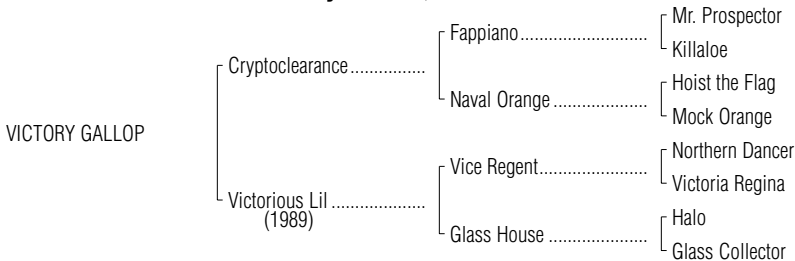 Mr. Prospector
Fappiano
Killaloe
Cryptoclearance
Hoist the Flag
Naval Orange
Mock Orange
VICTORY GALLOP
Northern Dancer
Vice Regent
Victoria Regina
Victorious Lil
(1989)
Halo
Glass House
Glass Collector